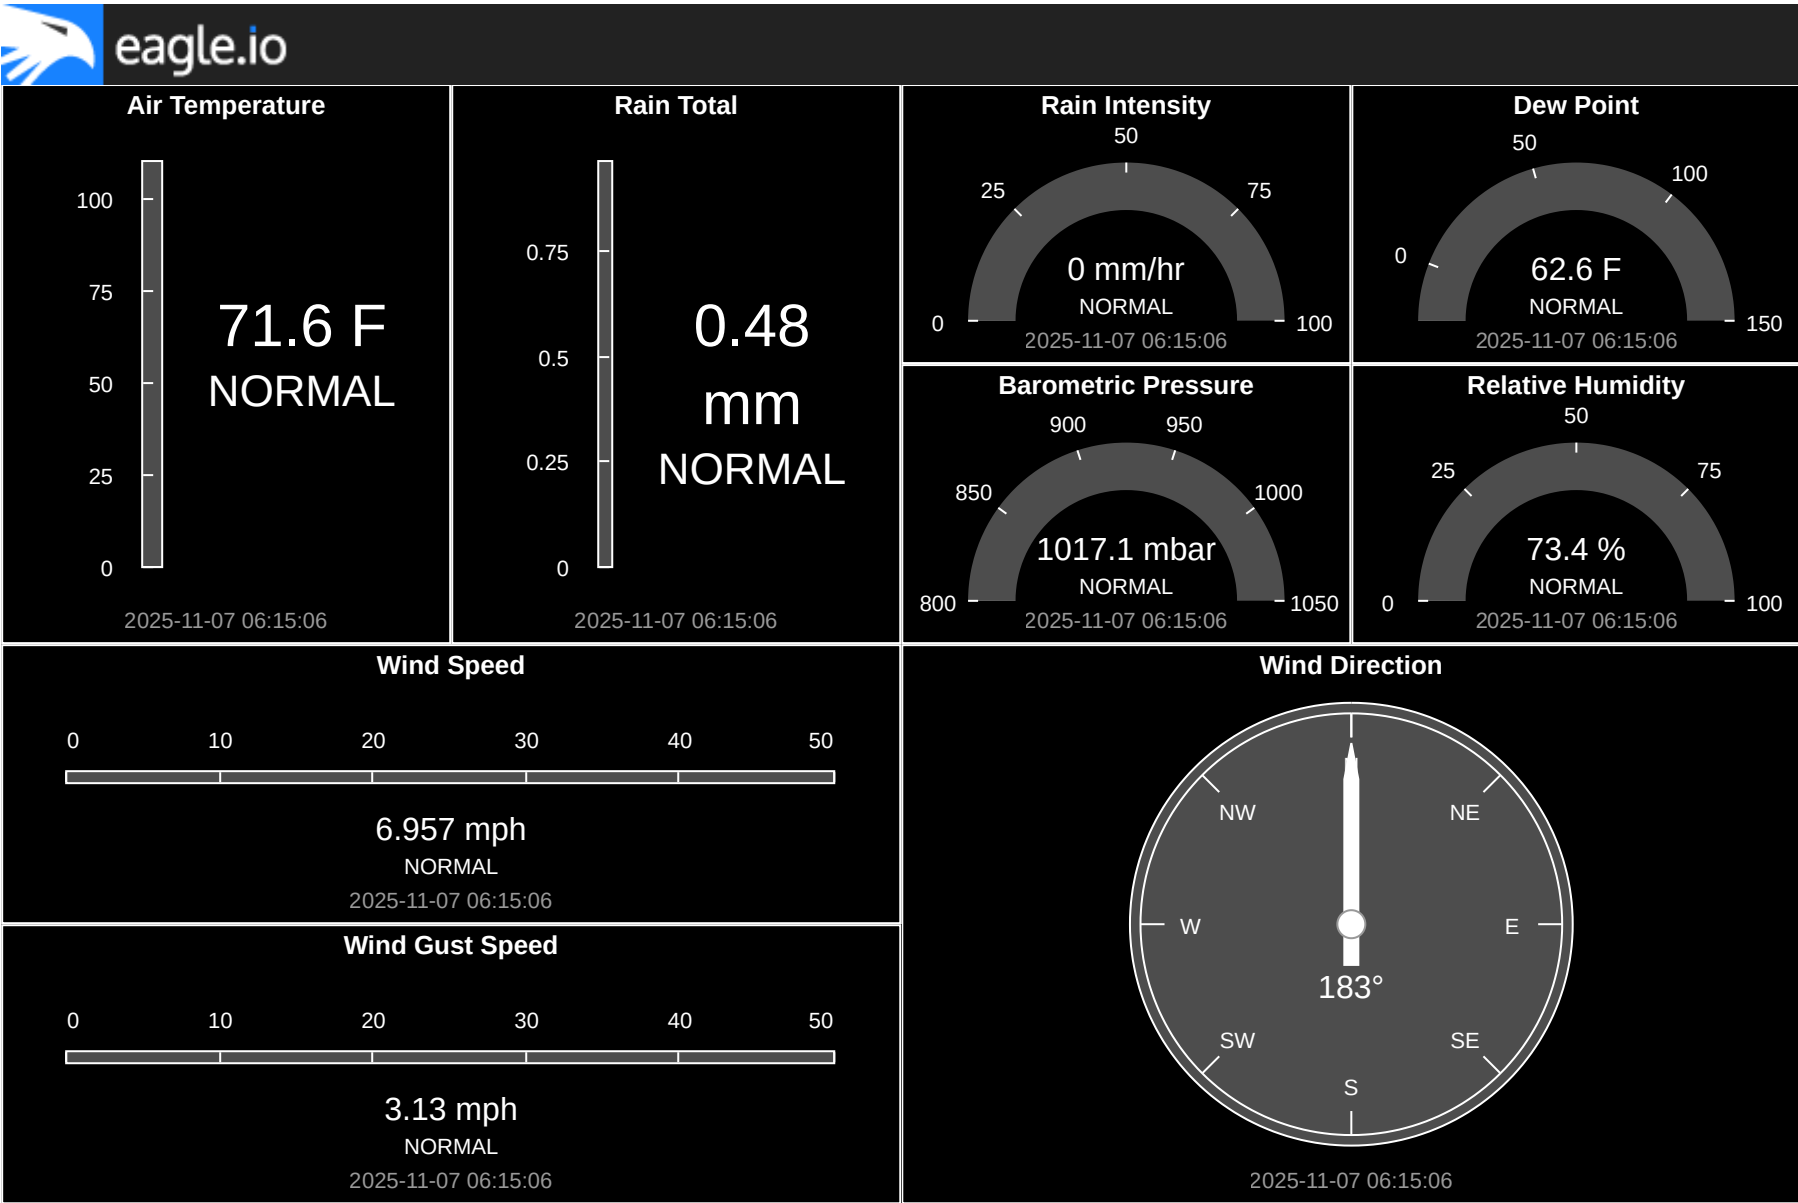 eagle.io
Air Temperature
100
75
50
25
0
71.6 F
NORMAL
2025-11-07 06:15:06
Rain Total
0.75
0.5
0.25
0
0.48
mm
NORMAL
2025-11-07 06:15:06
Rain Intensity
50
25
75
0
100
0 mm/hr
NORMAL
2025-11-07 06:15:06
Dew Point
50
100
0
150
62.6 F
NORMAL
2025-11-07 06:15:06
Barometric Pressure
900
950
850
1000
800
1050
1017.1 mbar
NORMAL
2025-11-07 06:15:06
Relative Humidity
50
25
75
0
100
73.4 %
NORMAL
2025-11-07 06:15:06
Wind Speed
0 10 20 30 40 50
6.957 mph
NORMAL
2025-11-07 06:15:06
Wind Gust Speed
0 10 20 30 40 50
3.13 mph
NORMAL
2025-11-07 06:15:06
Wind Direction
NW NE
W E
183°
SW SE
S
2025-11-07 06:15:06